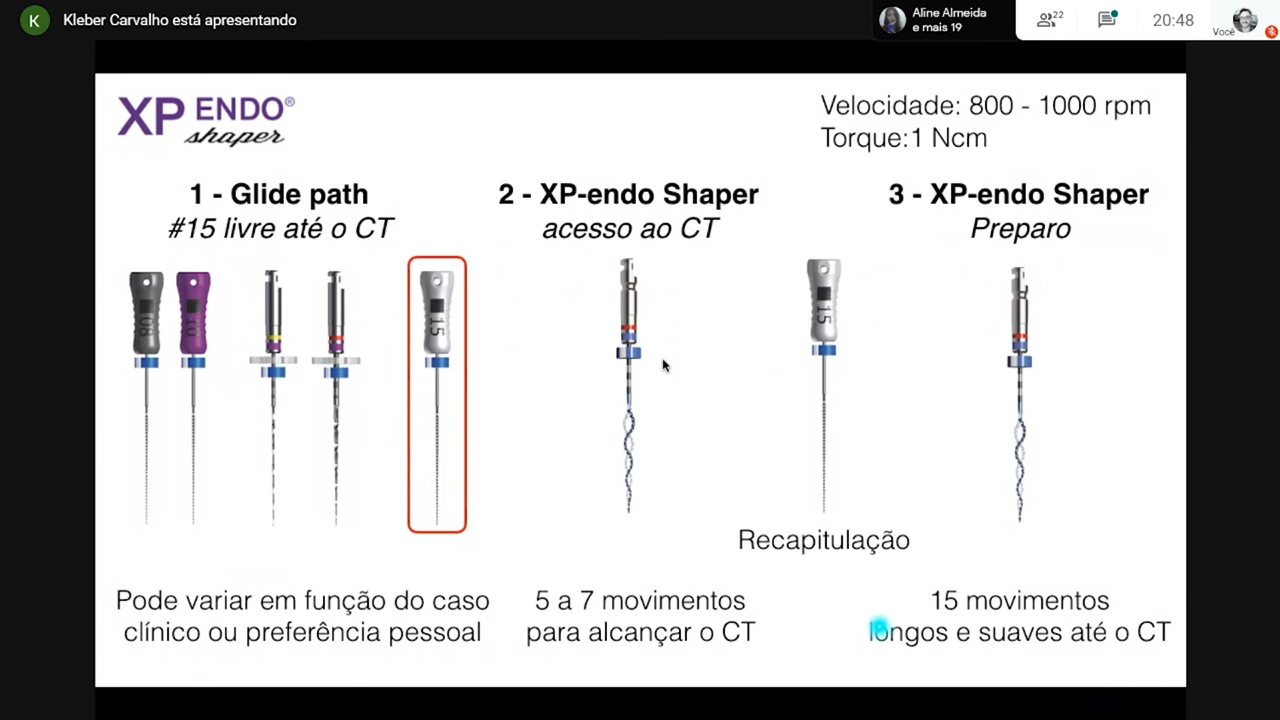 K
Kleber Carvalho está apresentando
Aline Almeida
e mais 19
22
20:48
Você
XP ENDO®
shaper
Velocidade: 800 - 1000 rpm
Torque:1 Ncm
1 - Glide path
#15 livre até o CT
2 - XP-endo Shaper
acesso ao CT
3 - XP-endo Shaper
Preparo
08
10
15
15
Recapitulação
Pode variar em função do caso
clínico ou preferência pessoal
5 a 7 movimentos
para alcançar o CT
15 movimentos
longos e suaves até o CT